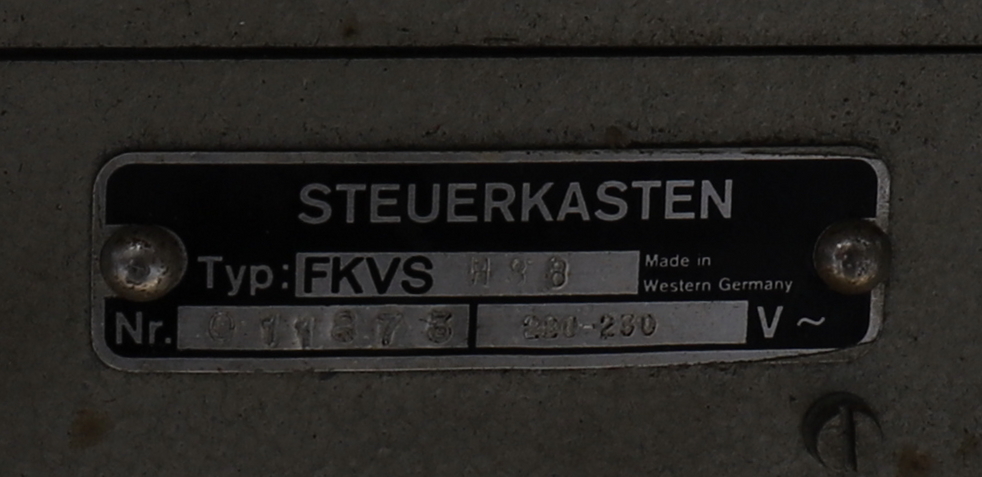 STEUERKASTEN
Typ: FKVS
Made in
Western Germany
Nr. V ~